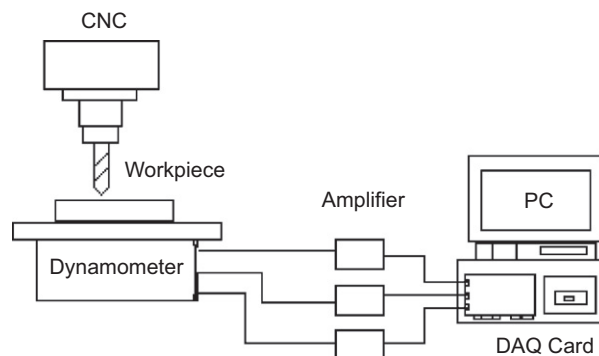 CNC
Workpiece
Amplifier
PC
Dynamometer
DAQ Card